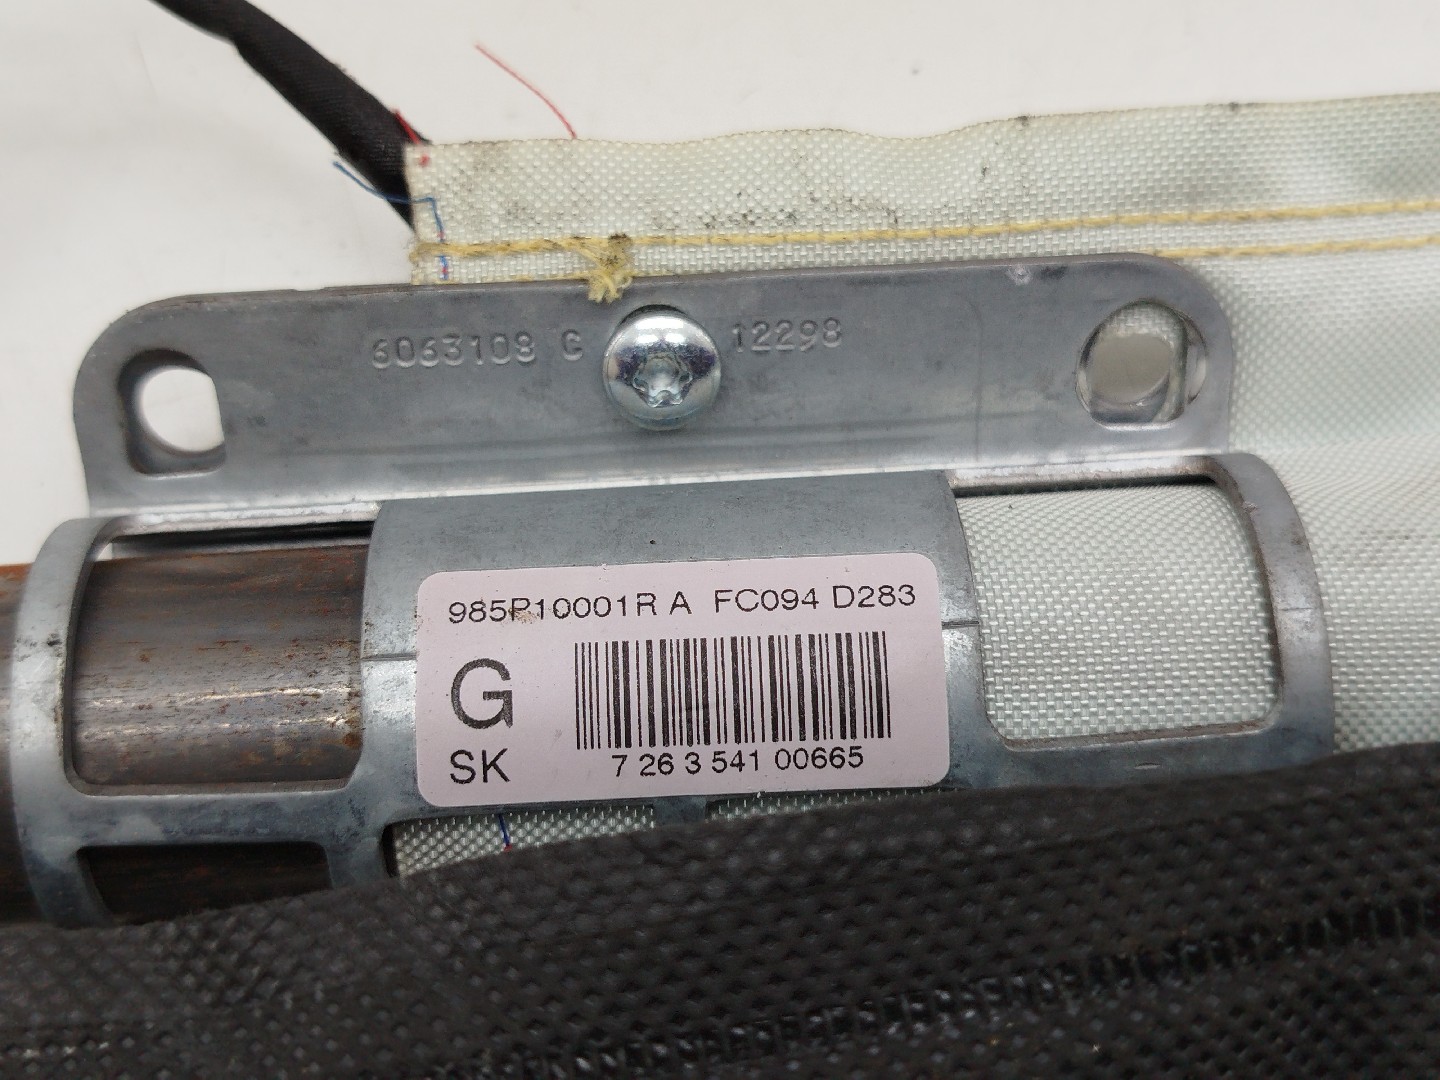 6063108 G 12298
985P10001R A FC094 D283
G
SK
7 26 3 541 00665